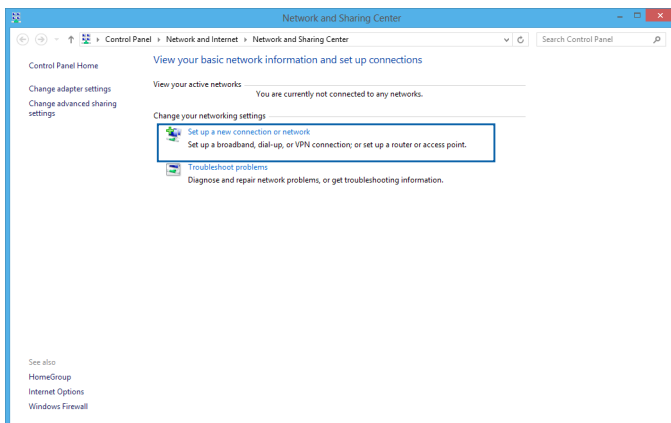 Network and Sharing Center
Control Panel ▸ Network and Internet ▸ Network and Sharing Center
Search Control Panel
Control Panel Home
Change adapter settings
Change advanced sharing
settings
View your basic network information and set up connections
View your active networks
You are currently not connected to any networks.
Change your networking settings
Set up a new connection or network
Set up a broadband, dial-up, or VPN connection; or set up a router or access point.
Troubleshoot problems
Diagnose and repair network problems, or get troubleshooting information.
See also
HomeGroup
Internet Options
Windows Firewall